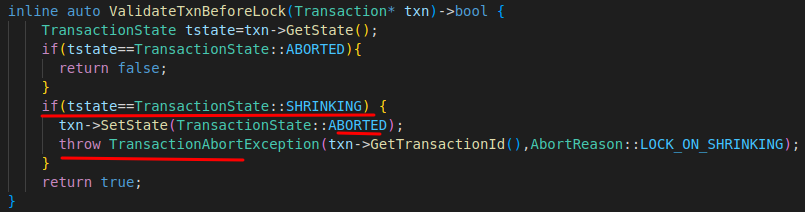 inline auto ValidateTxnBeforeLock(Transaction* txn)->bool {
TransactionState tstate=txn->GetState();
if(tstate==TransactionState::ABORTED){
return false;
}
if(tstate==TransactionState::SHRINKING) {
txn->SetState(TransactionState::ABORTED);
throw TransactionAbortException(txn->GetTransactionId(),AbortReason::LOCK_ON_SHRINKING);
}
return true;
}